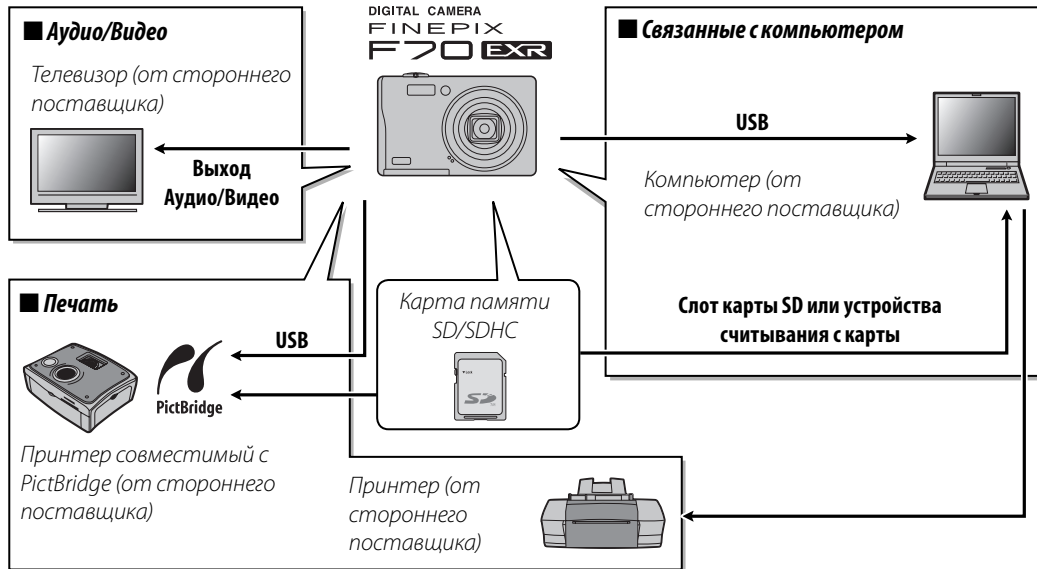 DIGITAL CAMERA
FINEPIX
F70 EXR
■ Аудио/Видео
Телевизор (от стороннего
поставщика)
Выход
Аудио/Видео
■ Связанные с компьютером
USB
Компьютер (от
стороннего поставщика)
Слот карты SD или устройства
считывания с карты
Карта памяти
SD/SDHC
SD
■ Печать
USB
PictBridge
Принтер совместимый с
PictBridge (от стороннего
поставщика)
Принтер (от
стороннего
поставщика)